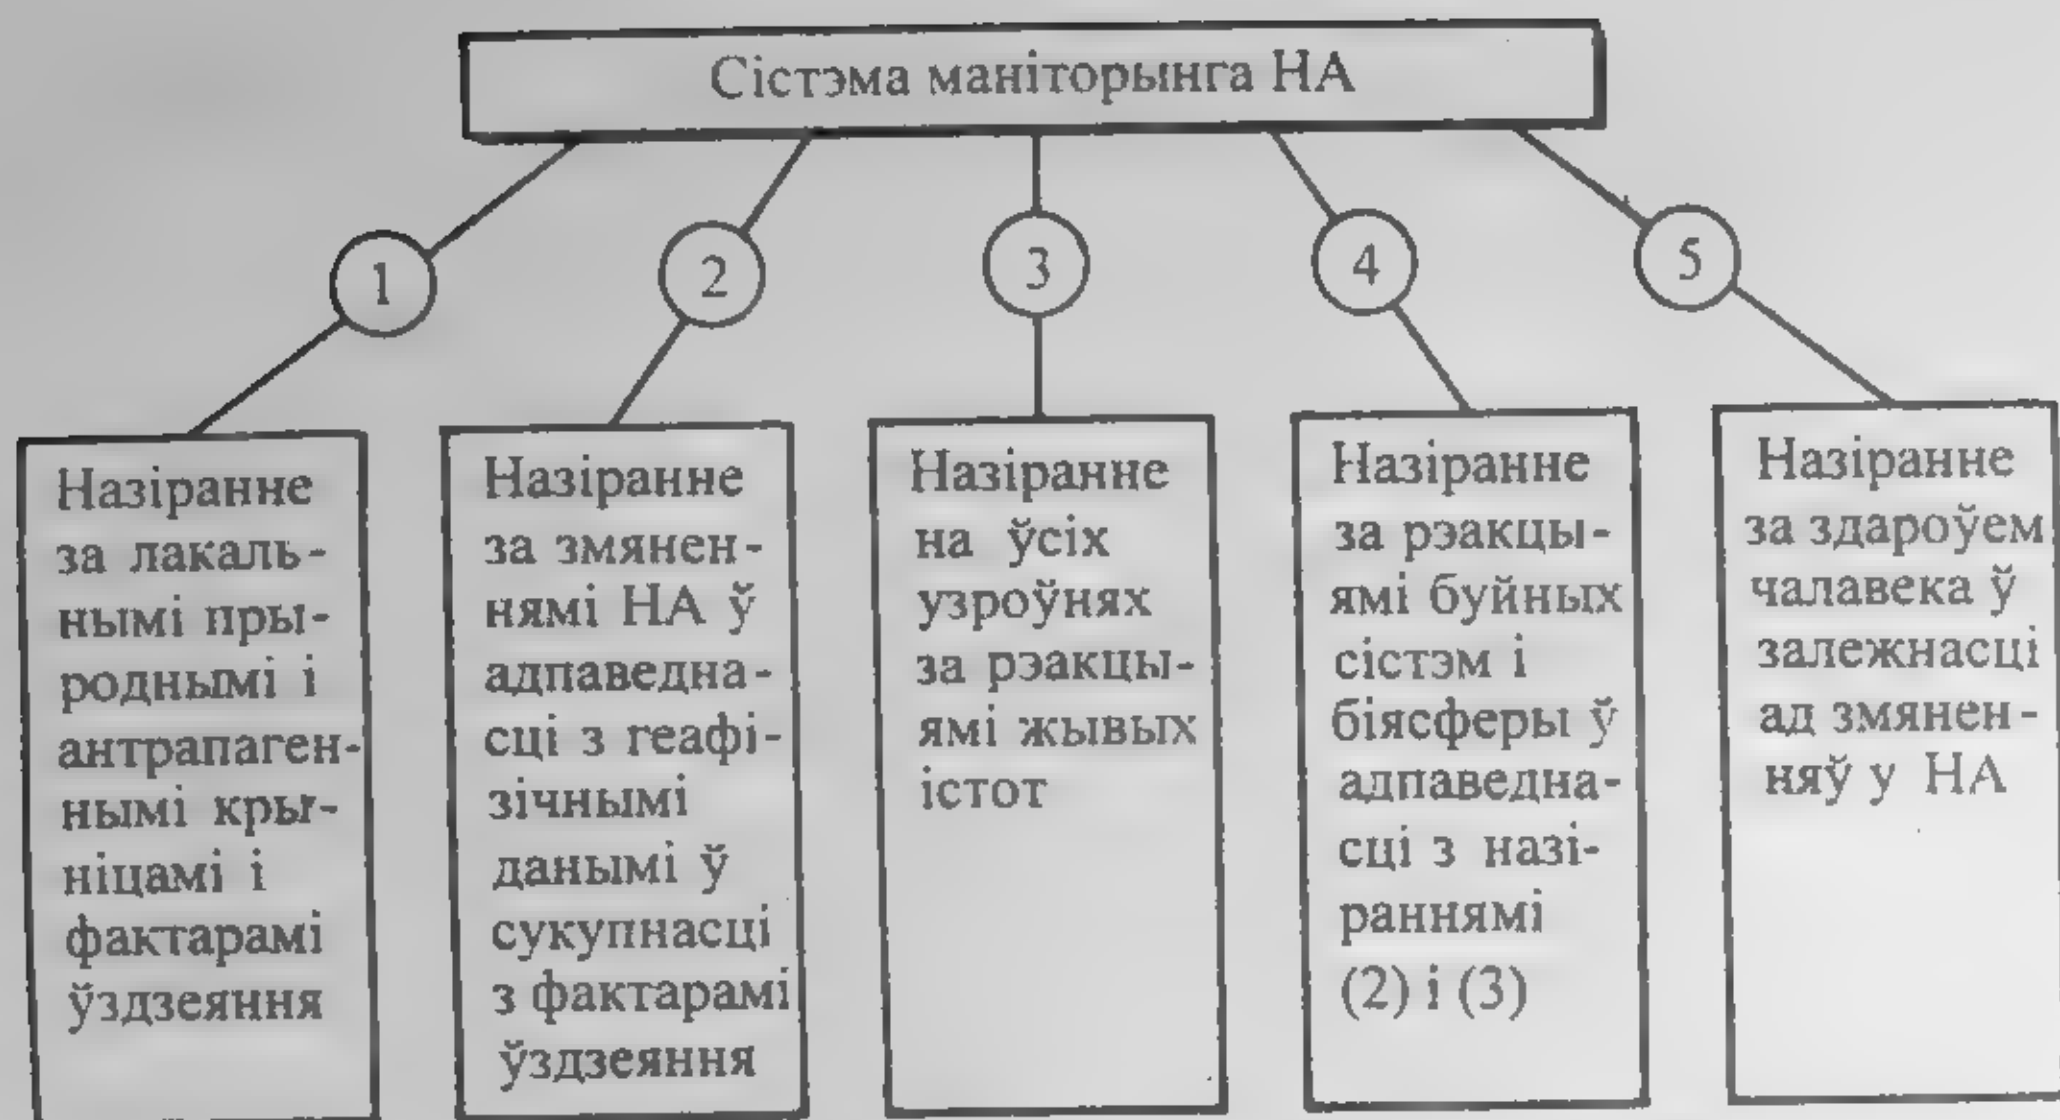 Сістэма маніторынга НА
1
2
3
4
5
Назіранне
за лакаль-
нымі пры-
роднымі і
антрапаген-
нымі кры-
ніцамі і
фактарамі
ўздзеяння
Назіранне
за змянен-
нямі НА ў
адпаведна-
сці з геафі-
зічнымі
данымі ў
сукупнасці
з фактарамі
ўздзеяння
Назіранне
на ўсіх
узроўнях
за рэакцы-
ямі жывых
істот
Назіранне
за рэакцы-
ямі буйных
сістэм і
біясферы ў
адпаведна-
сці з назі-
раннямі
(2) і (3)
Назіранне
за здароўем
чалавека ў
залежнасці
ад змянен-
няў у НА